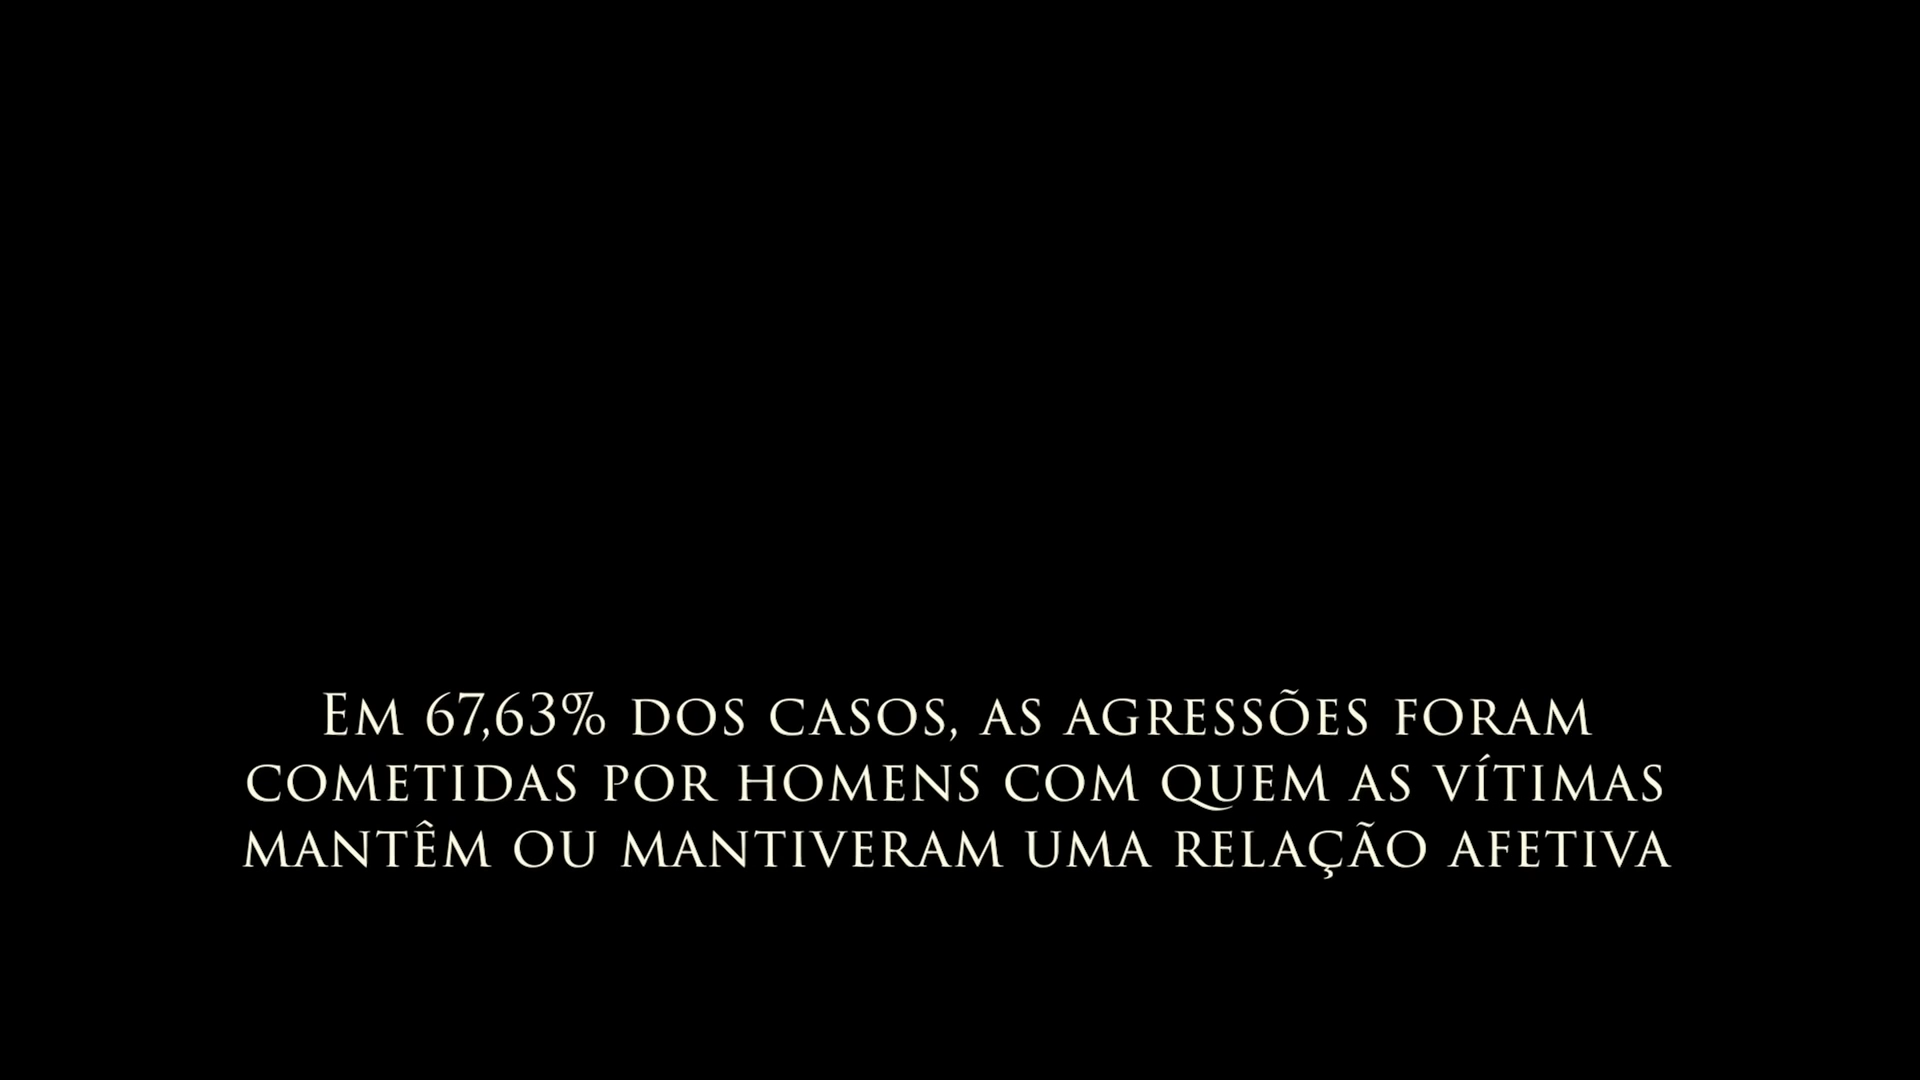 Em 67,63% dos casos, as agressões foram
cometidas por homens com quem as vítimas
mantêm ou mantiveram uma relação afetiva